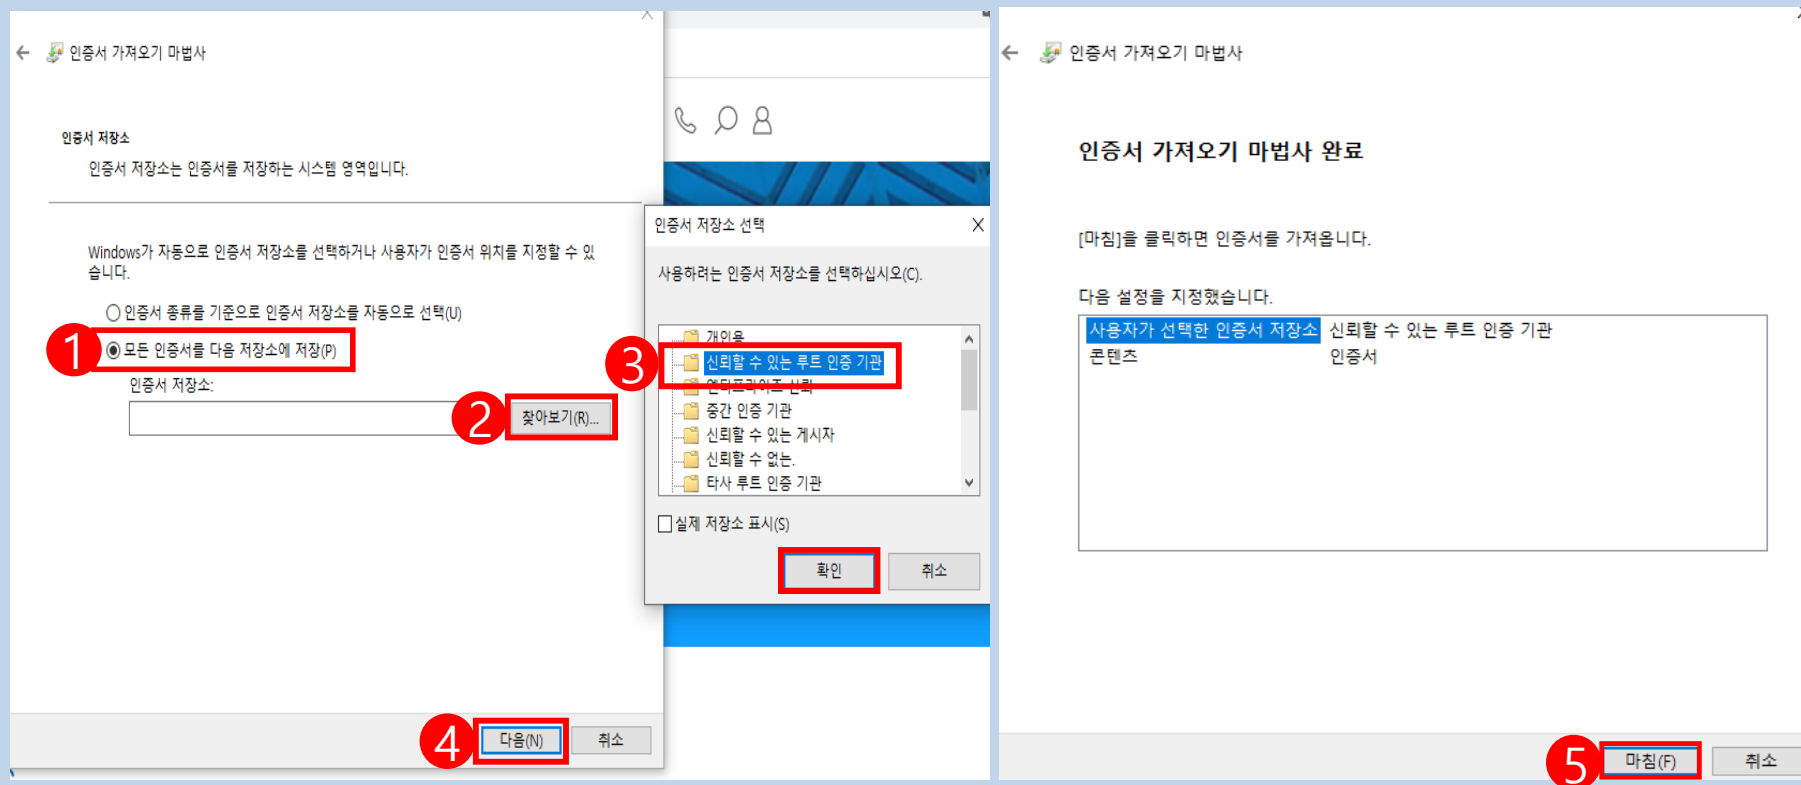 인증서 가져오기 마법사
인증서 저장소
인증서 저장소는 인증서를 저장하는 시스템 영역입니다.
Windows가 자동으로 인증서 저장소를 선택하거나 사용자가 인증서 위치를 지정할 수 있
습니다.
인증서 종류를 기준으로 인증서 저장소를 자동으로 선택(U)
1
모든 인증서를 다음 저장소에 저장(P)
인증서 저장소:
2
찾아보기(R)...
4
다음(N)
취소
인증서 저장소 선택
사용하려는 인증서 저장소를 선택하십시오(C).
개인용
3
신뢰할 수 있는 루트 인증 기관
엔터프라이즈 신뢰
중간 인증 기관
신뢰할 수 있는 게시자
신뢰할 수 없는.
타사 루트 인증 기관
실제 저장소 표시(S)
확인
취소
인증서 가져오기 마법사
인증서 가져오기 마법사 완료
[마침]을 클릭하면 인증서를 가져옵니다.
다음 설정을 지정했습니다.
사용자가 선택한 인증서 저장소 신뢰할 수 있는 루트 인증 기관
콘텐츠 인증서
5
마침(F)
취소